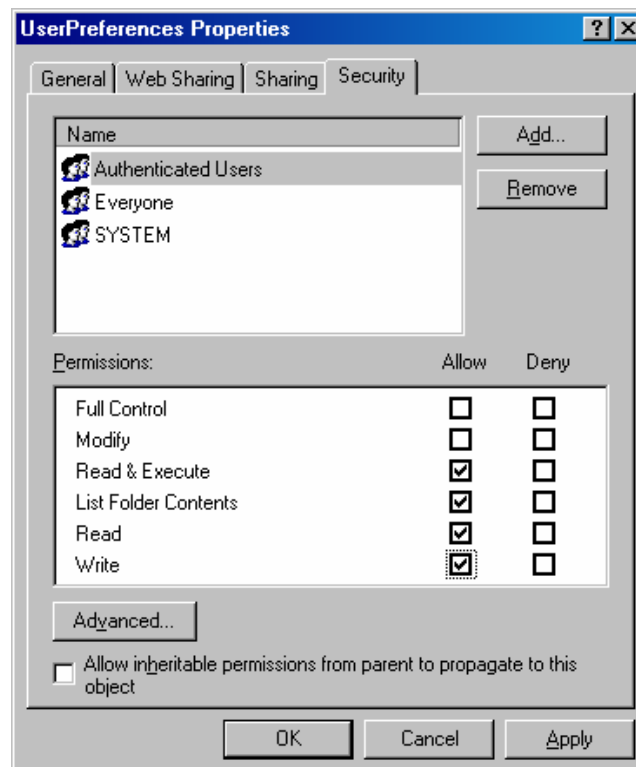 UserPreferences Properties
General Web Sharing Sharing Security
Name
Authenticated Users
Everyone
SYSTEM
Add...
Remove
Permissions: Allow Deny
Full Control
Modify
Read & Execute
List Folder Contents
Read
Write
Advanced...
Allow inheritable permissions from parent to propagate to this
object
OK Cancel Apply